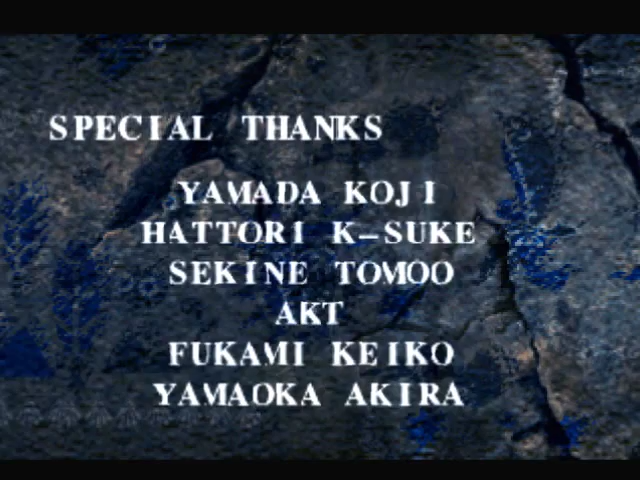 SPECIAL THANKS
YAMADA KOJI
HATTORI K-SUKE
SEKINE TOMOO
AKT
FUKAMI KEIKO
YAMAOKA AKIRA